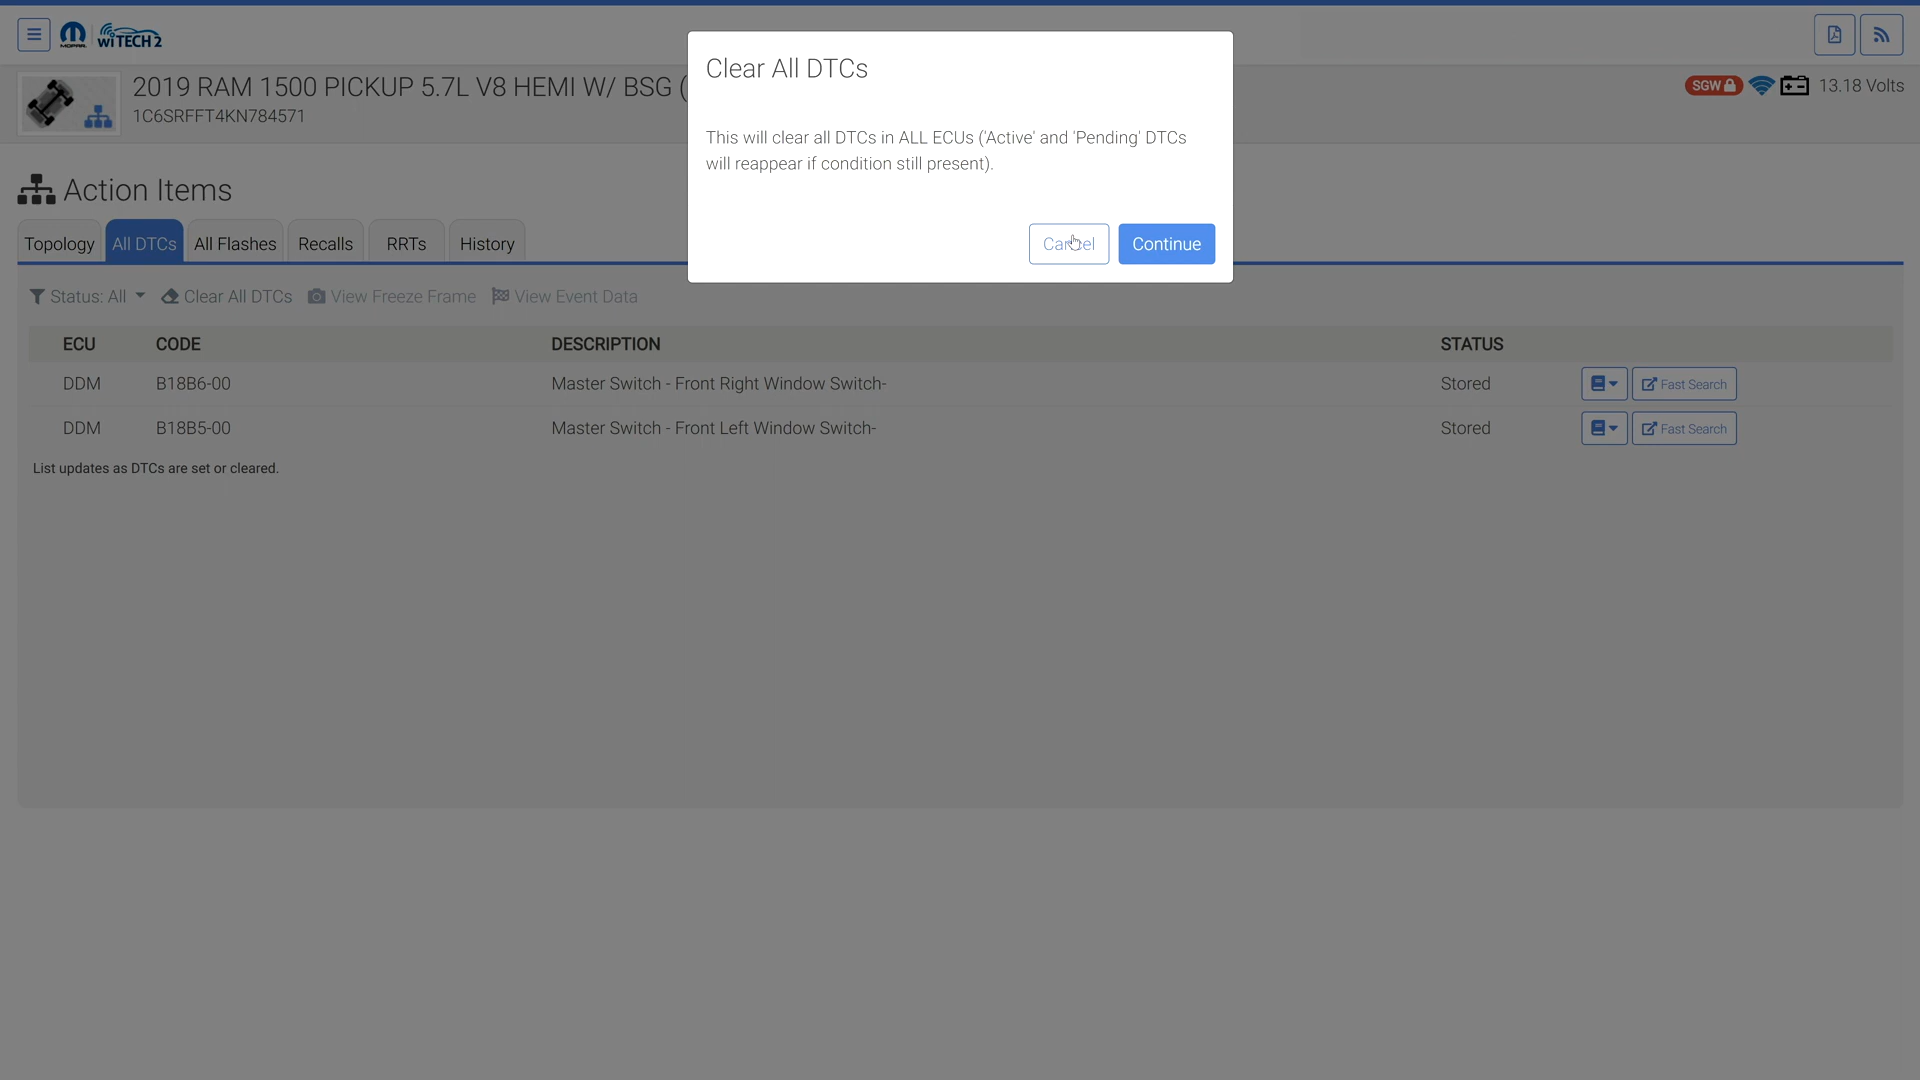 MOPAR wiTECH 2
2019 RAM 1500 PICKUP 5.7L V8 HEMI W/ BSG (
1C6SRFFT4KN784571
SGW 13.18 Volts
Clear All DTCs
This will clear all DTCs in ALL ECUs ('Active' and 'Pending' DTCs
will reappear if condition still present).
Cancel Continue
Action Items
Topology All DTCs All Flashes Recalls RRTs History
Status: All Clear All DTCs View Freeze Frame View Event Data
ECU CODE DESCRIPTION STATUS
DDM B18B6-00 Master Switch - Front Right Window Switch- Stored Fast Search
DDM B18B5-00 Master Switch - Front Left Window Switch- Stored Fast Search
List updates as DTCs are set or cleared.